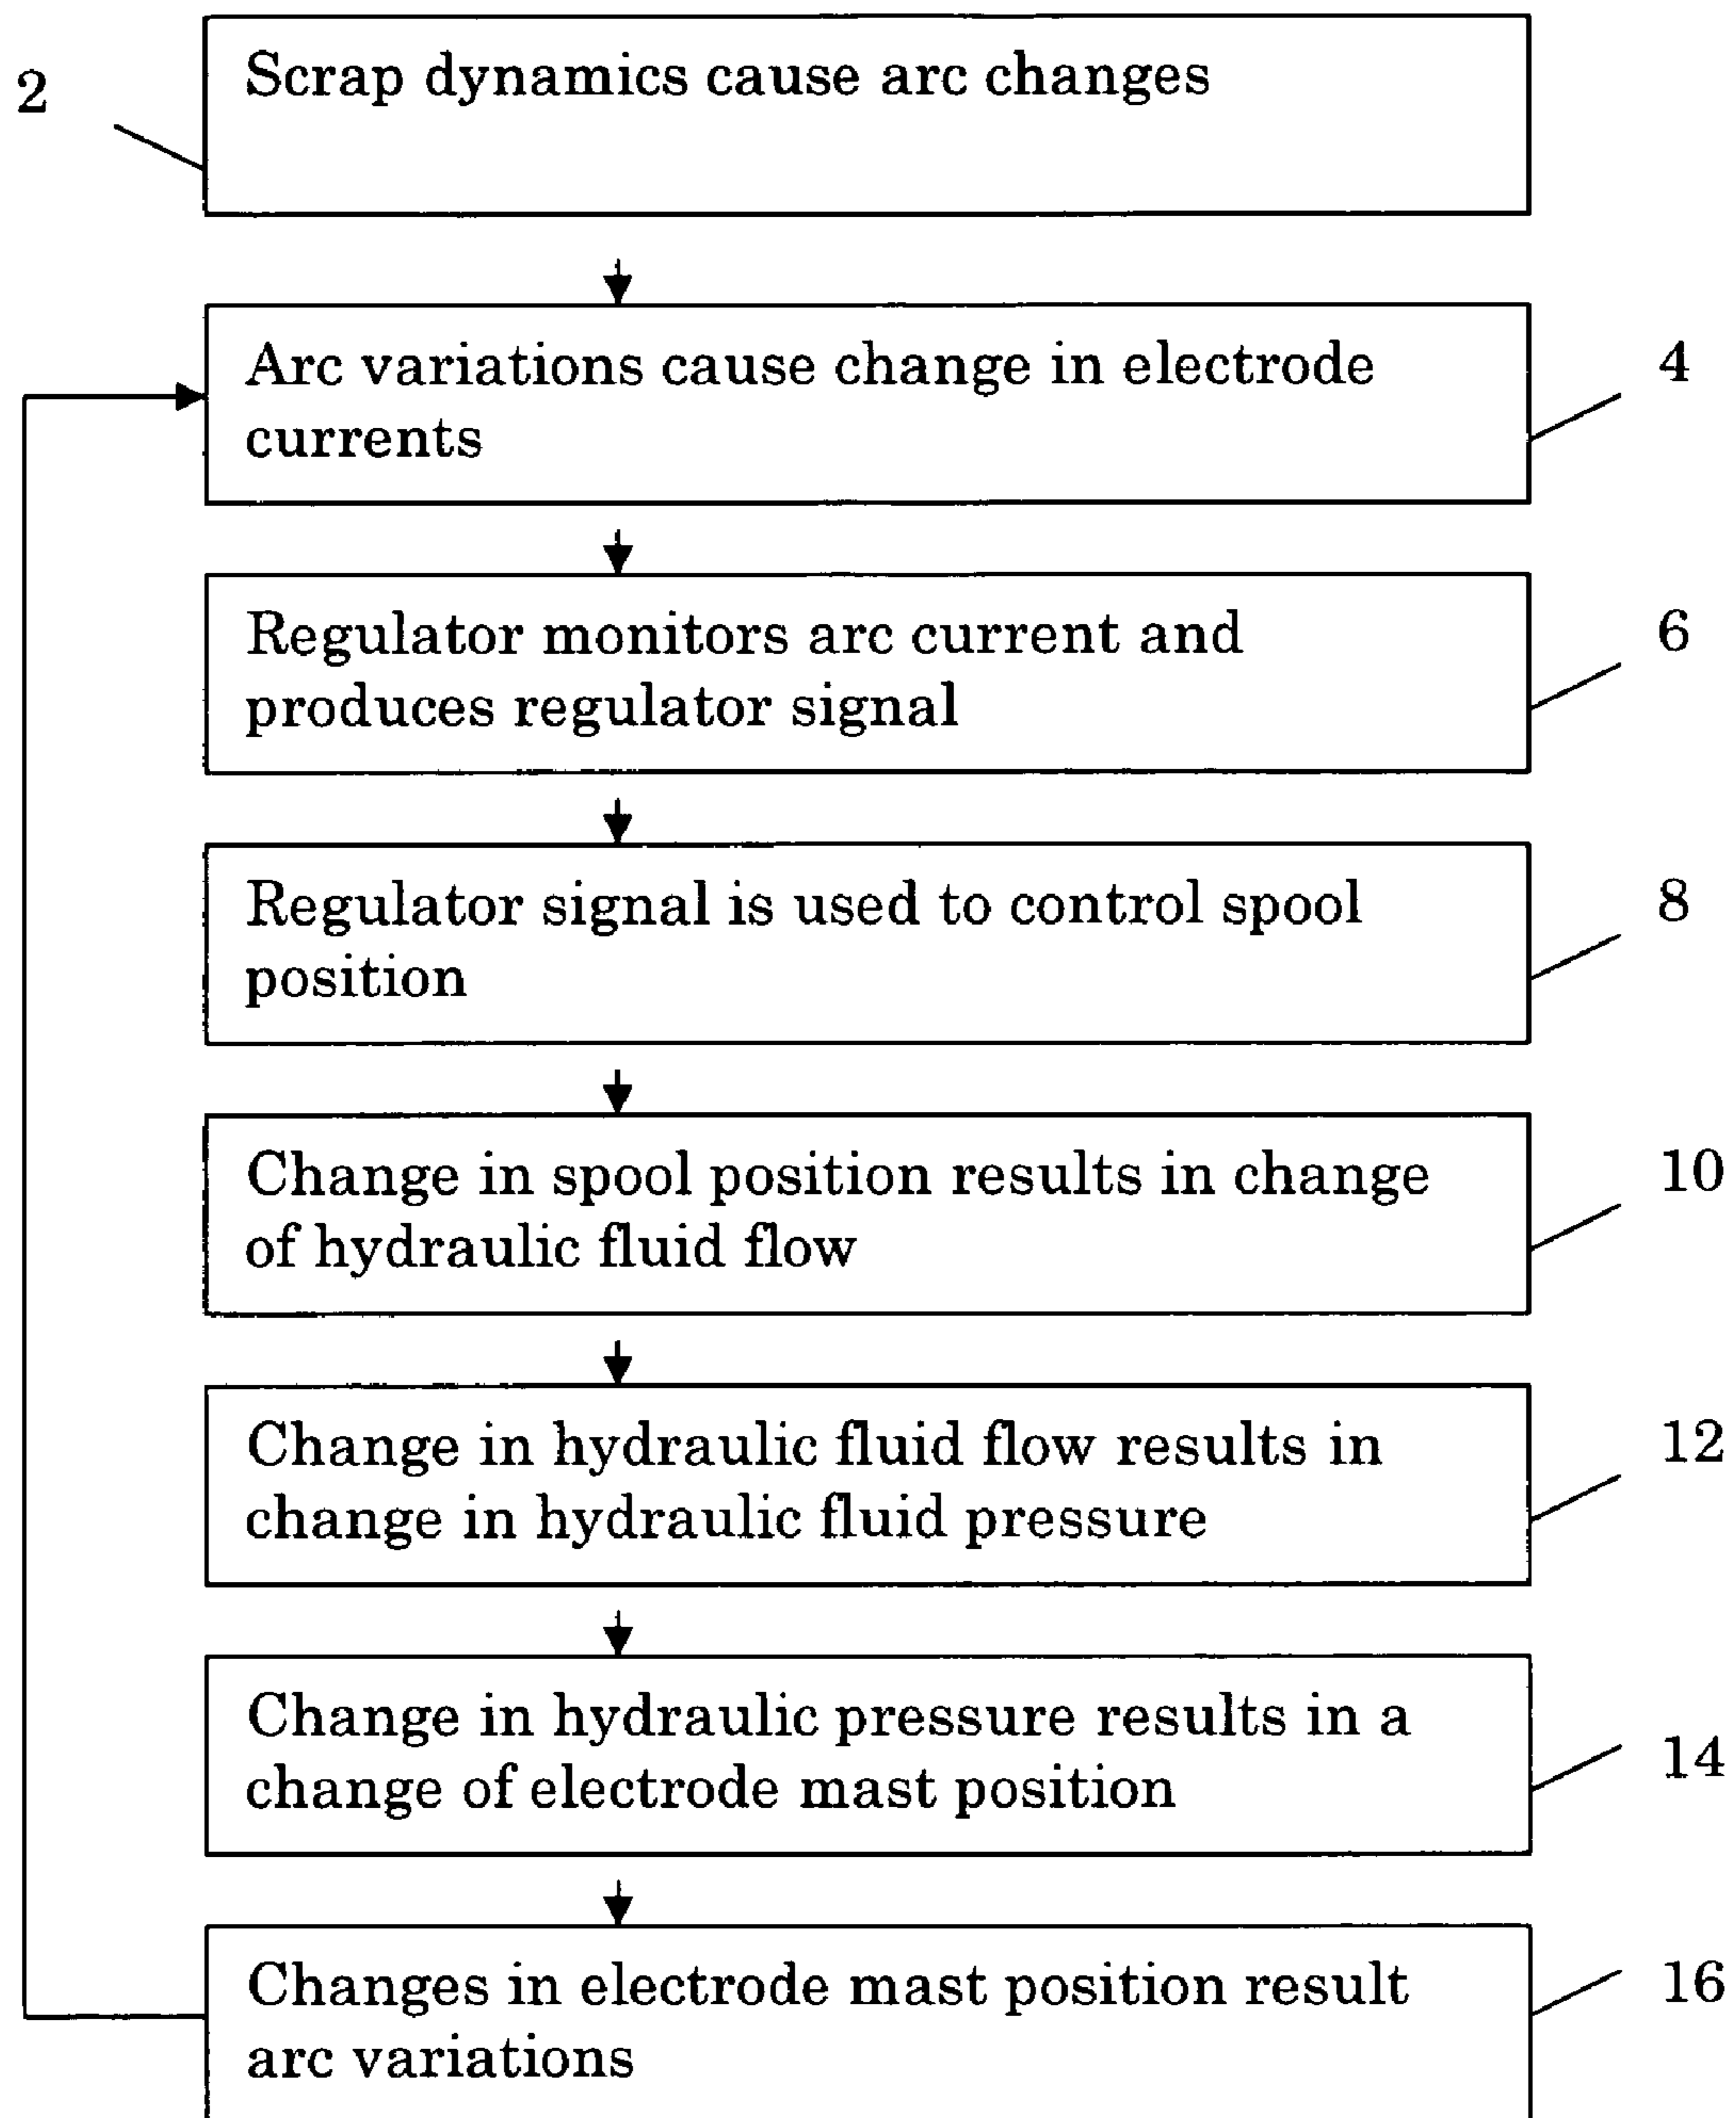 2
Scrap dynamics cause arc changes
Arc variations cause change in electrode
currents
4
Regulator monitors arc current and
produces regulator signal
6
Regulator signal is used to control spool
position
8
Change in spool position results in change
of hydraulic fluid flow
10
Change in hydraulic fluid flow results in
change in hydraulic fluid pressure
12
Change in hydraulic pressure results in a
change of electrode mast position
14
Changes in electrode mast position result
arc variations
16